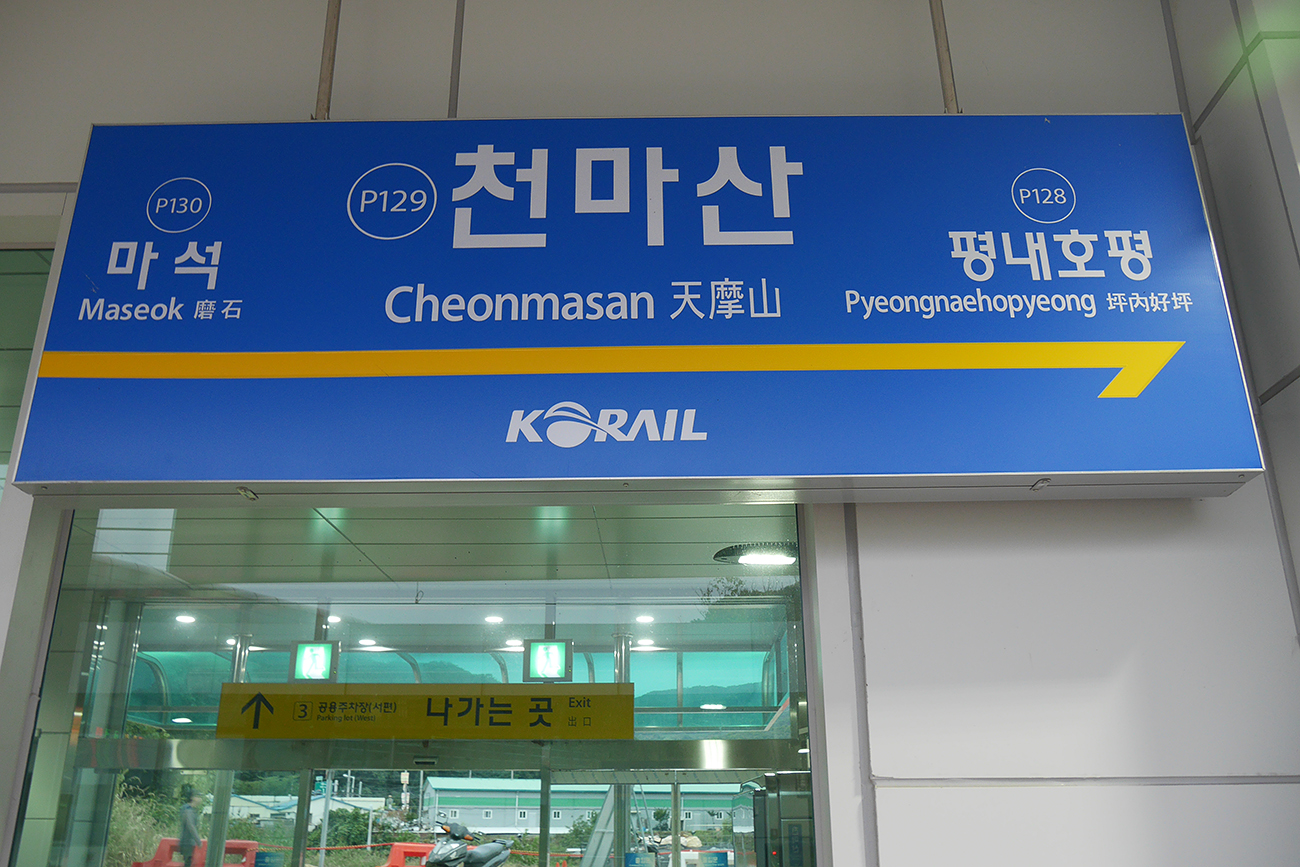 P130
마석
Maseok 磨石
P129 천마산
Cheonmasan 天摩山
P128
평내호평
Pyeongnaehopyeong 坪內好坪
KORAIL
3 공용주차장(서편)
Parking lot (West)
나가는 곳
Exit
出口